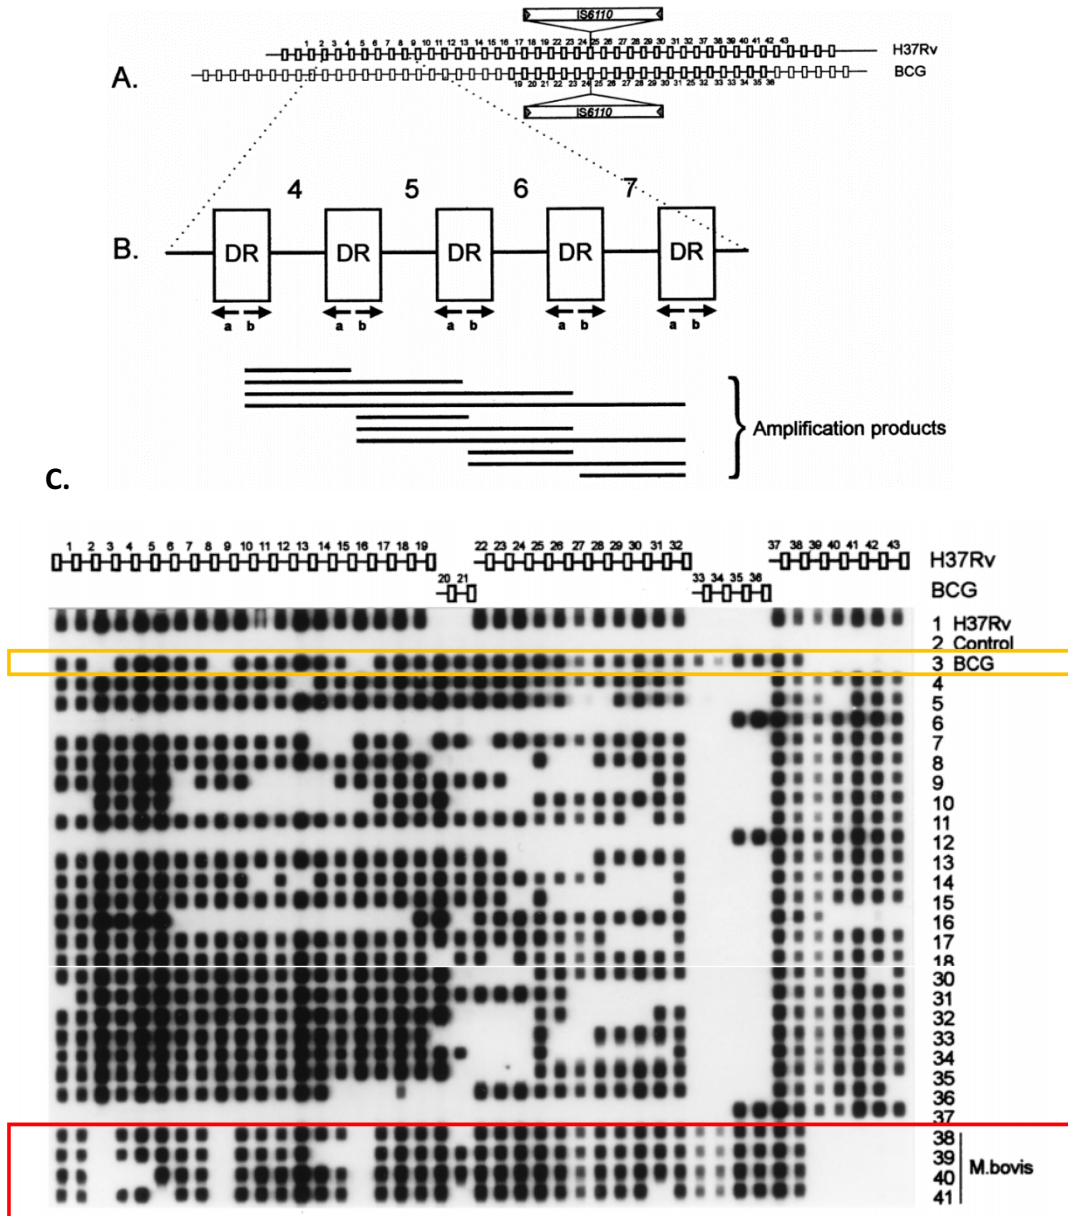 IS6110
1 2 3 4 5 6 7 8 9 10 11 12 13 14 15 16 17 18 19 22 23 24 25 26 27 28 29 30 31 32 37 38 39 40 41 42 43 H37Rv
A. BCG
19 20 21 22 23 24 25 26 27 28 29 30 31 25 32 33 34 35 36
IS6110
4 5 6 7
B. DR DR DR DR DR
a b a b a b a b a b
Amplification products
C.
1 2 3 4 5 6 7 8 9 10 11 12 13 14 15 16 17 18 19 22 23 24 25 26 27 28 29 30 31 32 37 38 39 40 41 42 43 H37Rv
20 21 33 34 35 36 BCG
1 H37Rv
2 Control
3 BCG
4
5
6
7
8
9
10
11
12
13
14
15
16
17
18
30
31
32
33
34
35
36
37
38
39 M.bovis
40
41